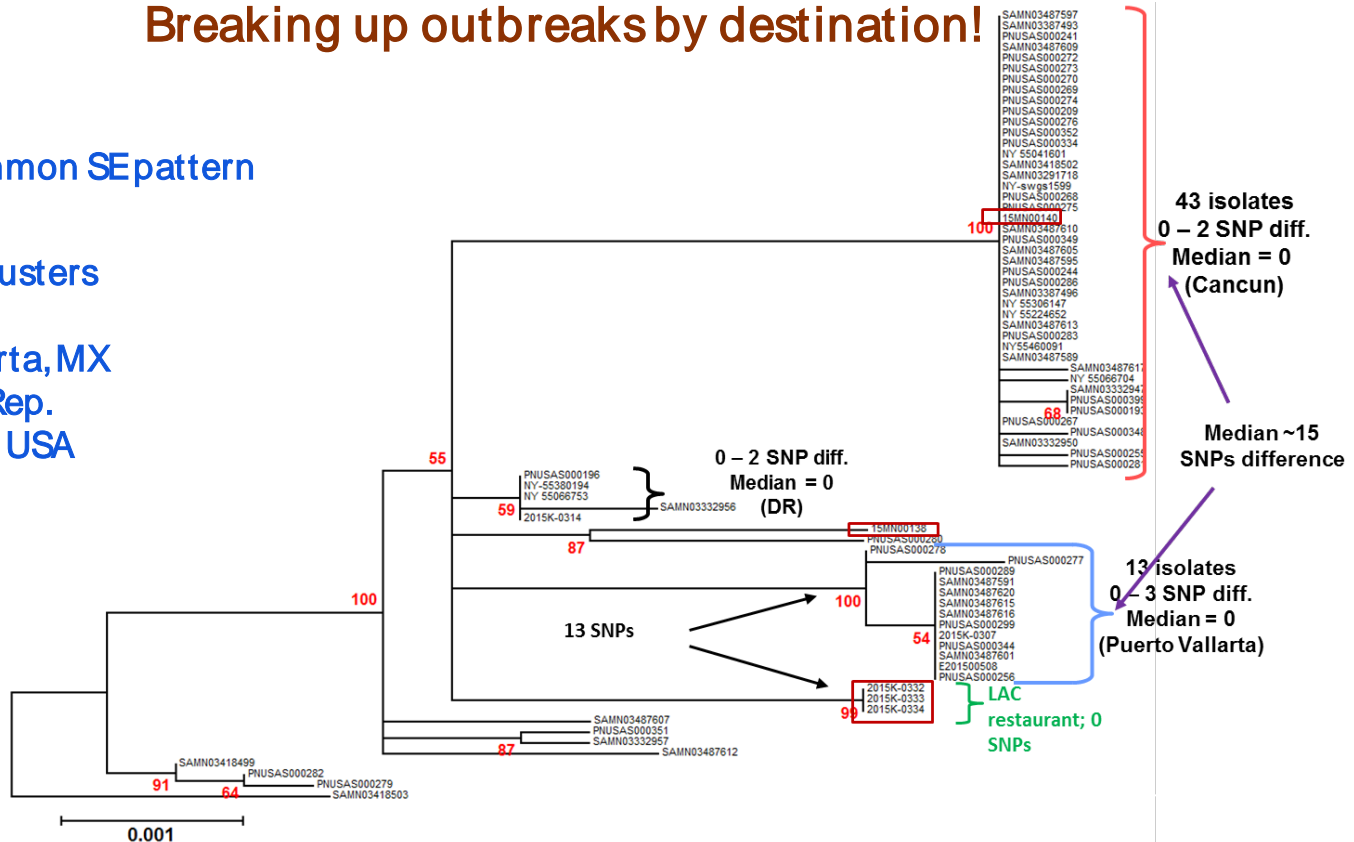 Breaking up outbreaks by destination!
mmon SE pattern
usters
rta, MX
Rep.
USA
SAMN03487597
SAMN03387493
PNUSAS000241
SAMN03487609
PNUSAS000272
PNUSAS000273
PNUSAS000270
PNUSAS000269
PNUSAS000274
PNUSAS000209
PNUSAS000276
PNUSAS000352
PNUSAS000334
NY 55041601
SAMN03418502
SAMN03291718
NY-swgs1599
PNUSAS000268
PNUSAS000275
15MN00140
100
SAMN03487610
PNUSAS000349
SAMN03487605
SAMN03487595
PNUSAS000244
PNUSAS000286
SAMN03387496
NY 55306147
NY 55224652
SAMN03487613
PNUSAS000283
NY55460091
SAMN03487589
SAMN03487617
NY 55066704
SAMN03332947
PNUSAS000399
PNUSAS000193
68
PNUSAS000267
PNUSAS000348
SAMN03332950
PNUSAS000255
PNUSAS000281
43 isolates
0 – 2 SNP diff.
Median = 0
(Cancun)
Median ~15
SNPs difference
55
PNUSAS000196
NY-55380194
NY 55066753
SAMN03332956
2015K-0314
59
0 – 2 SNP diff.
Median = 0
(DR)
15MN00138
PNUSAS000280
87
PNUSAS000278
PNUSAS000277
PNUSAS000289
SAMN03487591
SAMN03487620
SAMN03487615
SAMN03487616
PNUSAS000299
2015K-0307
PNUSAS000344
SAMN03487601
E201500508
PNUSAS000256
100
54
13 isolates
0 – 3 SNP diff.
Median = 0
(Puerto Vallarta)
100
13 SNPs
2015K-0332
2015K-0333
2015K-0334
99
LAC
restaurant; 0
SNPs
SAMN03487607
PNUSAS000351
SAMN03332957
87
SAMN03487612
SAMN03418499
PNUSAS000282
PNUSAS000279
91
64
SAMN03418503
0.001